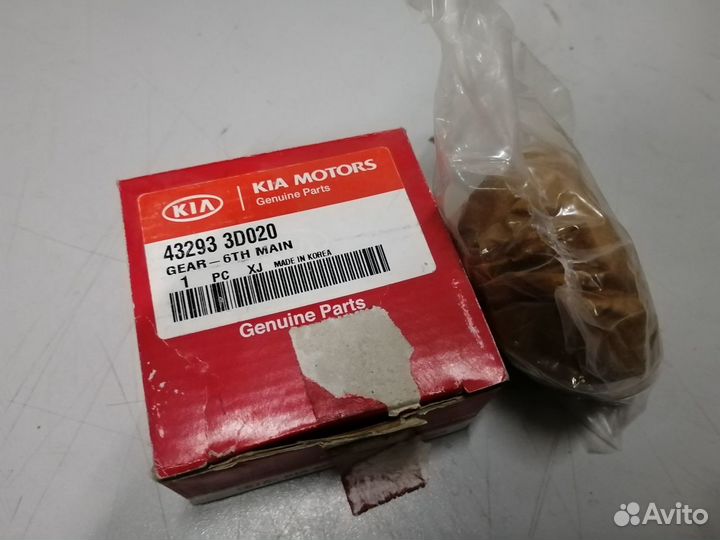 KIA
KIA MOTORS
Genuine Parts
43293 3D020
GEAR-6TH MAIN
1 PC XJ MADE IN KOREA
Genuine Parts
Avito